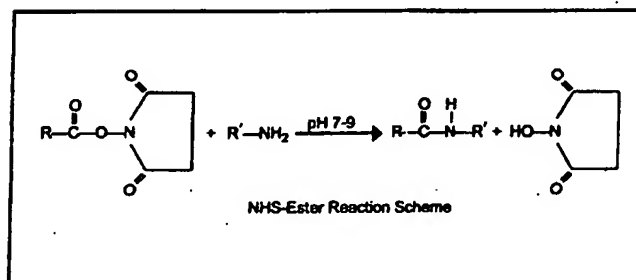 O
O
R-C-O-N + R'-NH₂ pH 7-9 R-C-N-R' + HO-N
O H
O
O
O
NHS-Ester Reaction Scheme